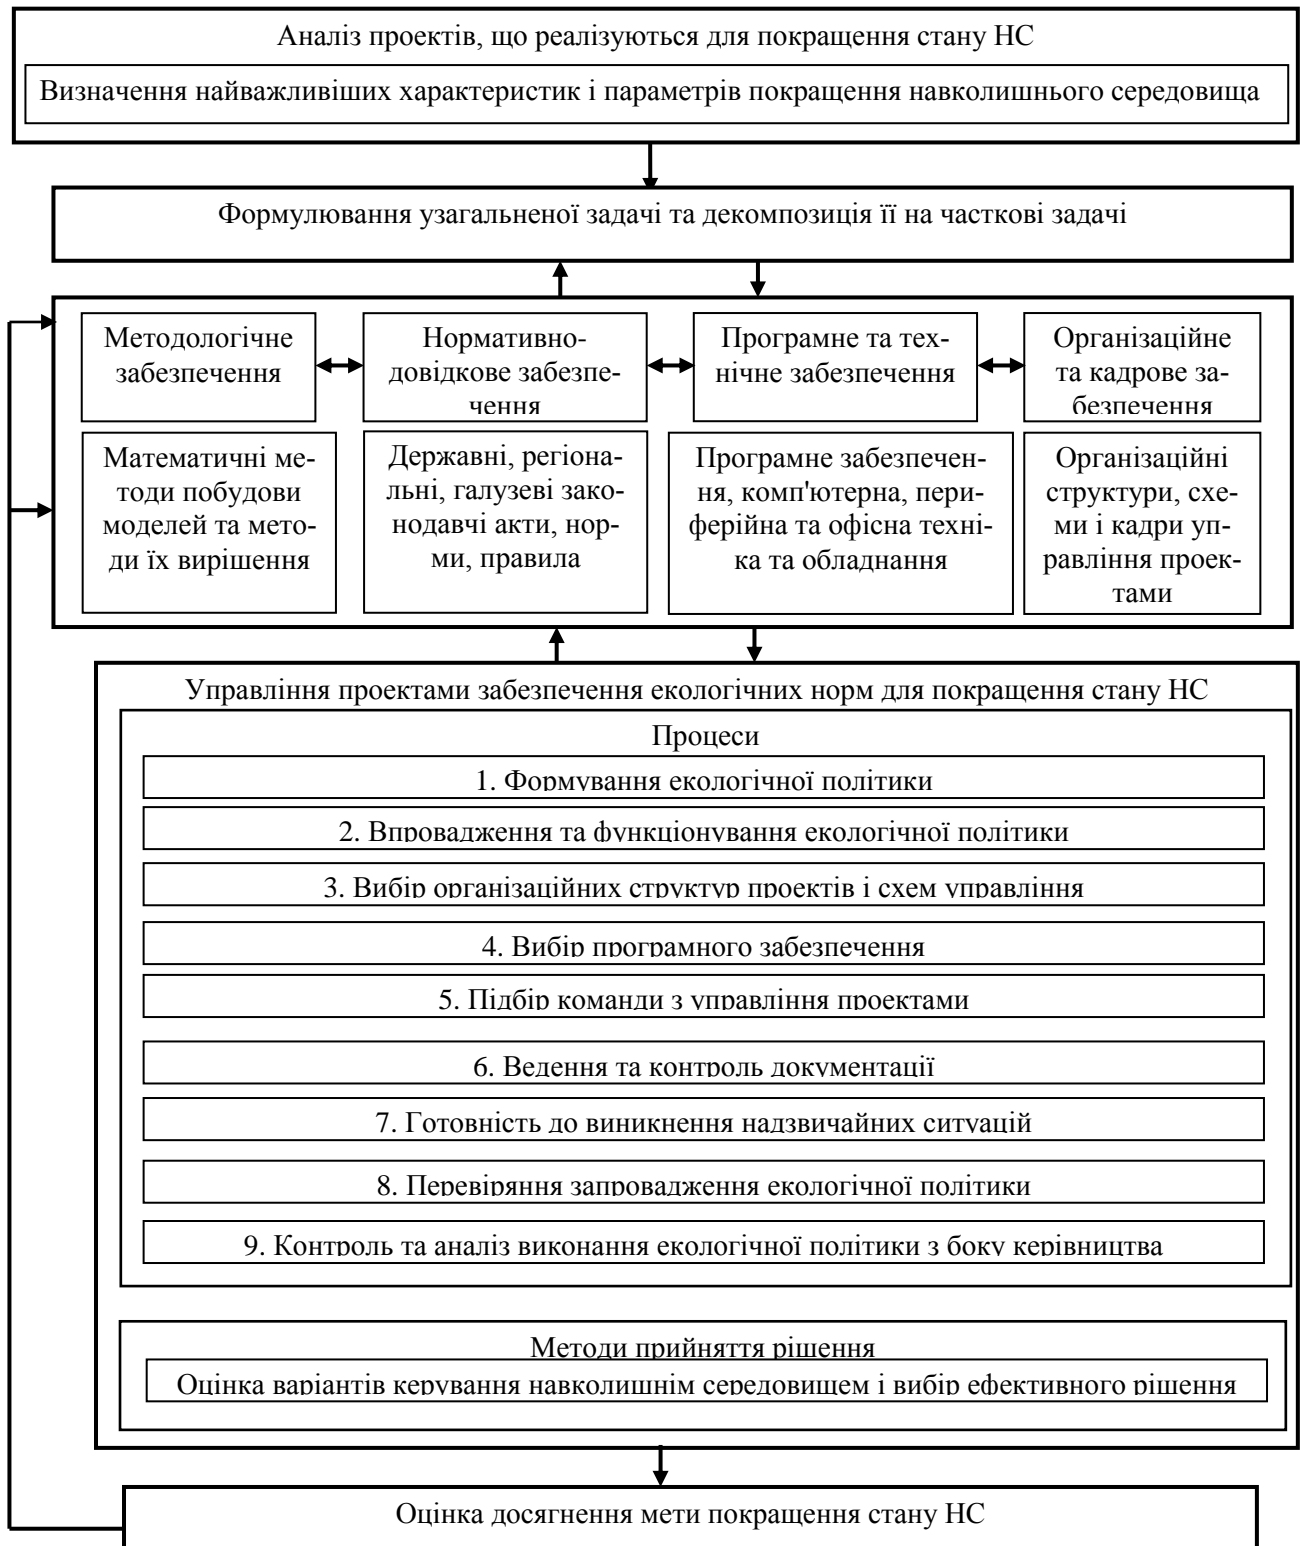 Аналіз проектів, що реалізуються для покращення стану НС
Визначення найважливіших характеристик і параметрів покращення навколишнього середовища
Формулювання узагальненої задачі та декомпозиція її на часткові задачі
Методологічне
забезпечення
Нормативно-
довідкове забезпе-
чення
Програмне та тех-
нічне забезпечення
Організаційне
та кадрове за-
безпечення
Математичні ме-
тоди побудови
моделей та мето-
ди їх вирішення
Державні, регіона-
льні, галузеві зако-
нодавчі акти, нор-
ми, правила
Програмне забезпечен-
ня, комп'ютерна, пери-
ферійна та офісна техні-
ка та обладнання
Організаційні
структури, схе-
ми і кадри уп-
равління проек-
тами
Управління проектами забезпечення екологічних норм для покращення стану НС
Процеси
1. Формування екологічної політики
2. Впровадження та функціонування екологічної політики
3. Вибір організаційних структур проектів і схем управління
4. Вибір програмного забезпечення
5. Підбір команди з управління проектами
6. Ведення та контроль документації
7. Готовність до виникнення надзвичайних ситуацій
8. Перевіряння запровадження екологічної політики
9. Контроль та аналіз виконання екологічної політики з боку керівництва
Методи прийняття рішення
Оцінка варіантів керування навколишнім середовищем і вибір ефективного рішення
Оцінка досягнення мети покращення стану НС